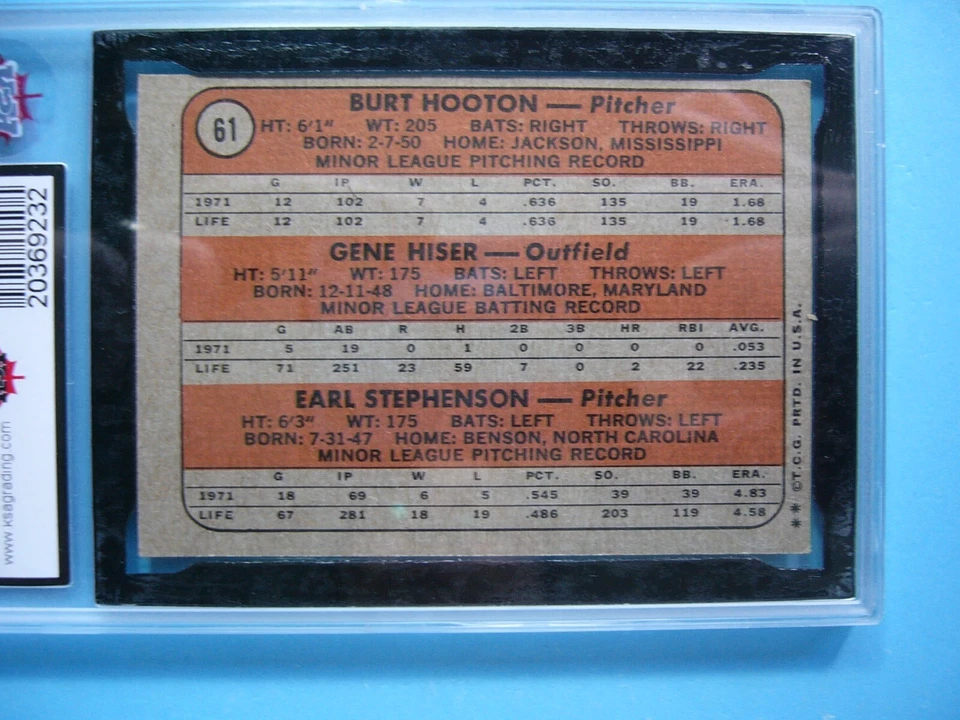 61
BURT HOOTON — Pitcher
HT: 6'1" WT: 205 BATS: RIGHT THROWS: RIGHT
BORN: 2-7-50 HOME: JACKSON, MISSISSIPPI
MINOR LEAGUE PITCHING RECORD
G IP W L PCT. SO. BB. ERA.
1971 12 102 7 4 .636 135 19 1.68
LIFE 12 102 7 4 .636 135 19 1.68
GENE HISER — Outfield
HT: 5'11" WT: 175 BATS: LEFT THROWS: LEFT
BORN: 12-11-48 HOME: BALTIMORE, MARYLAND
MINOR LEAGUE BATTING RECORD
G AB R H 2B 3B HR RBI AVG.
1971 5 19 0 1 0 0 0 0 .053
LIFE 71 251 23 59 7 0 2 22 .235
EARL STEPHENSON — Pitcher
HT: 6'3" WT: 175 BATS: LEFT THROWS: LEFT
BORN: 7-31-47 HOME: BENSON, NORTH CAROLINA
MINOR LEAGUE PITCHING RECORD
G IP W L PCT. SO. BB. ERA.
1971 18 69 6 5 .545 39 39 4.83
LIFE 67 281 18 19 .486 203 119 4.58
** ©T.C.G. PRTD. IN U.S.A.
20369232
www.ksagrading.com